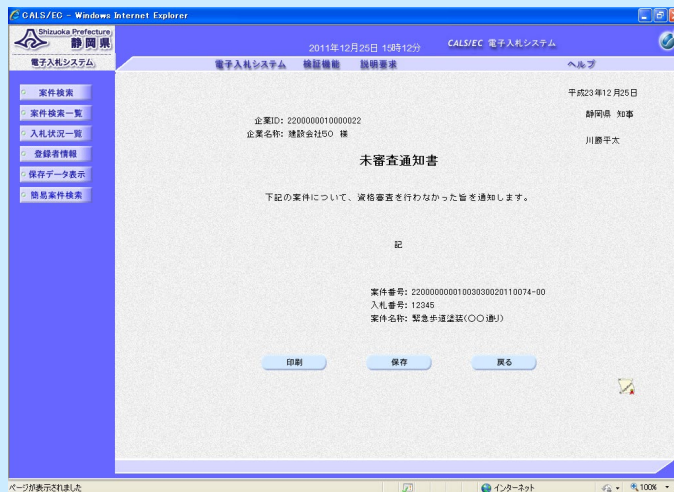 CALS/EC - Windows Internet Explorer
Shizuoka Prefecture
静岡県
電子入札システム
2011年12月25日 15時12分
CALS/EC 電子入札システム
電子入札システム 検証機能 説明要求 ヘルプ
案件検索
案件検索一覧
入札状況一覧
登録者情報
保存データ表示
簡易案件検索
平成23年12月25日
静岡県 知事
川勝平太
企業ID: 2200000010000022
企業名称: 建設会社50 様
未審査通知書
下記の案件について、資格審査を行わなかった旨を通知します。
記
案件番号: 22000000001003030020110074-00
入札番号: 12345
案件名称: 緊急歩道塗装(〇〇通り)
印刷
保存
戻る
ページが表示されました
インターネット
100%